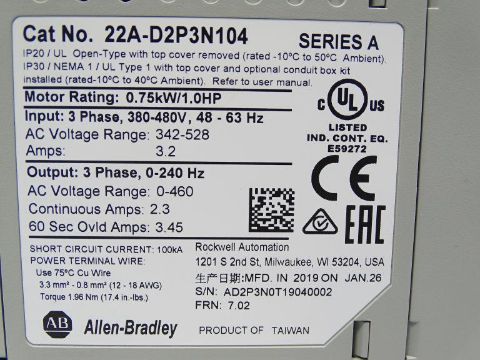 Cat No. 22A-D2P3N104 SERIES A
IP20 / UL Open-Type with top cover removed (rated -10°C to 50°C Ambient).
IP30 / NEMA 1 / UL Type 1 with top cover and optional conduit box kit
installed (rated -10°C to 40°C Ambient). Refer to user manual.
Motor Rating: 0.75kW/1.0HP
Input: 3 Phase, 380-480V, 48 - 63 Hz
AC Voltage Range: 342-528
Amps: 3.2
c UL US
LISTED
IND. CONT. EQ.
E59272
Output: 3 Phase, 0-240 Hz
AC Voltage Range: 0-460
Continuous Amps: 2.3
60 Sec Ovld Amps: 3.45
CE
EAC
SHORT CIRCUIT CURRENT: 100kA
POWER TERMINAL WIRE:
Use 75°C Cu Wire
3.3 mm² - 0.8 mm² (12 - 18 AWG)
Torque 1.96 Nm (17.4 in-lbs.)
Rockwell Automation
1201 S 2nd St, Milwaukee, WI 53204, USA
生产日期:MFD. IN 2019 ON JAN.26
S/N: AD2P3N0T19040002
FRN: 7.02
AB Allen-Bradley PRODUCT OF TAIWAN